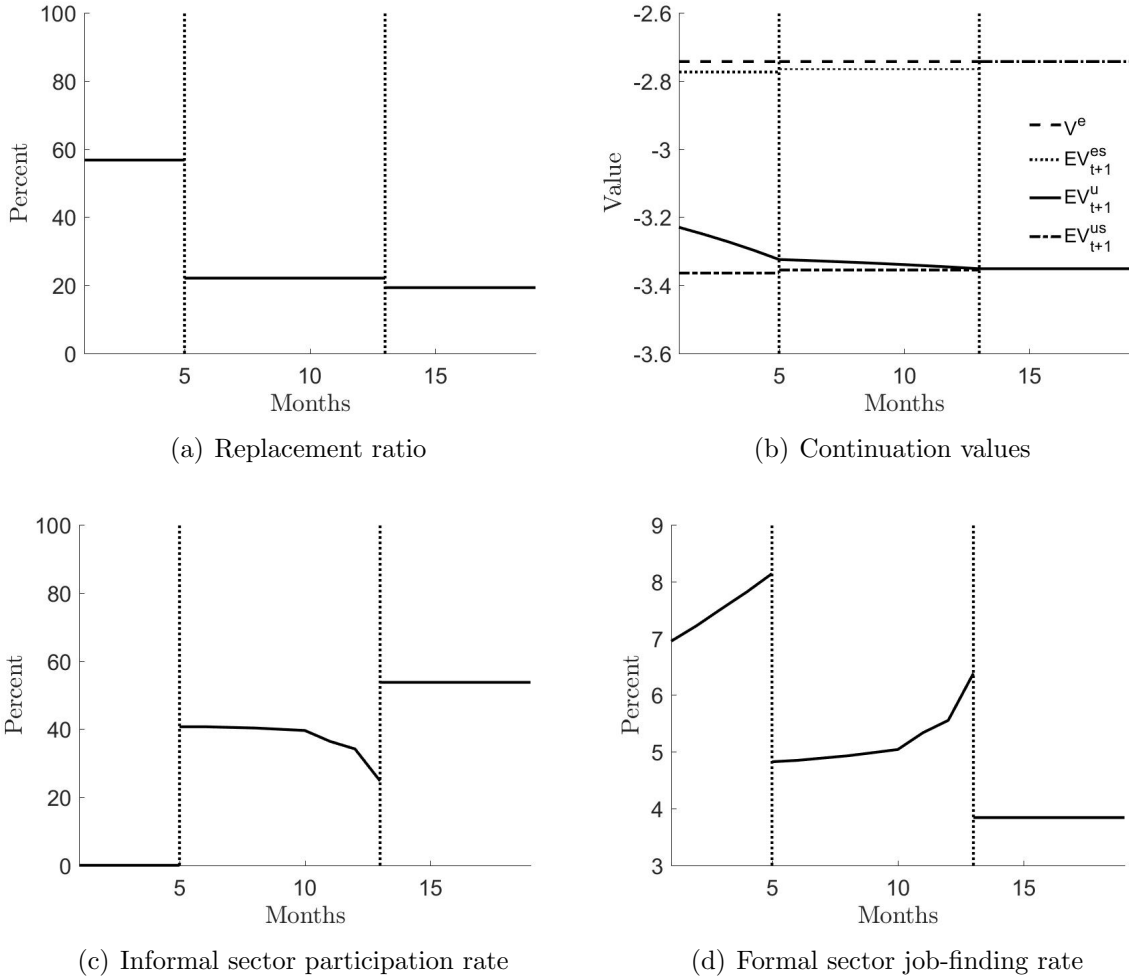 100
80
60
40
20
0
Percent
5
10
15
Months
(a) Replacement ratio
-2.6
-2.8
-3
-3.2
-3.4
-3.6
Value
V^e
EV^{es}_{t+1}
EV^u_{t+1}
EV^{us}_{t+1}
5
10
15
Months
(b) Continuation values
100
80
60
40
20
0
Percent
5
10
15
Months
(c) Informal sector participation rate
9
8
7
6
5
4
3
Percent
5
10
15
Months
(d) Formal sector job-finding rate